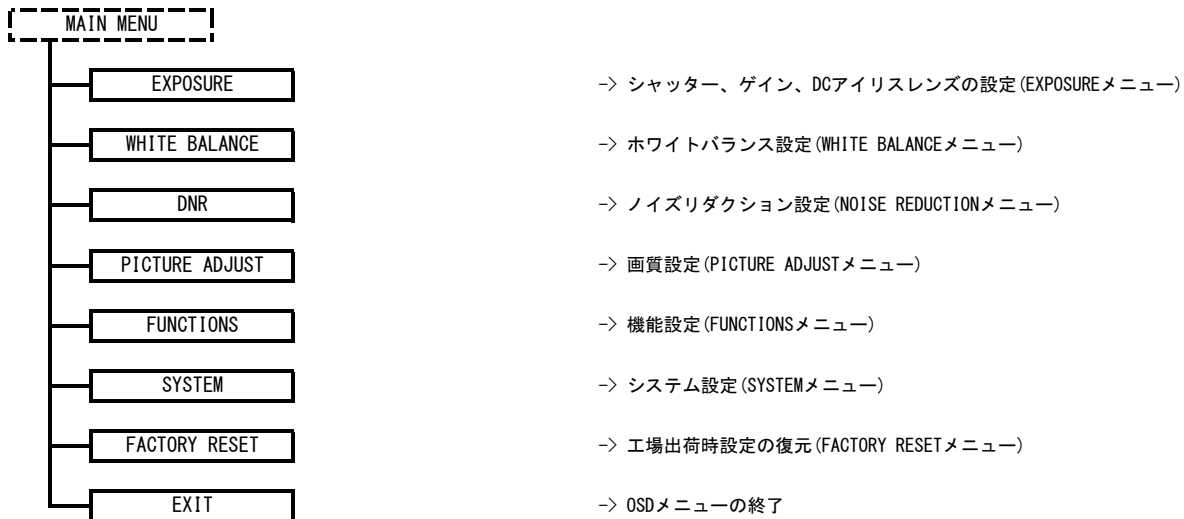 MAIN MENU
EXPOSURE -> シャッター、ゲイン、DCアイリスレンズの設定(EXPOSUREメニュー)
WHITE BALANCE -> ホワイトバランス設定(WHITE BALANCEメニュー)
DNR -> ノイズリダクション設定(NOISE REDUCTIONメニュー)
PICTURE ADJUST -> 画質設定(PICTURE ADJUSTメニュー)
FUNCTIONS -> 機能設定(FUNCTIONSメニュー)
SYSTEM -> システム設定(SYSTEMメニュー)
FACTORY RESET -> 工場出荷時設定の復元(FACTORY RESETメニュー)
EXIT -> OSDメニューの終了